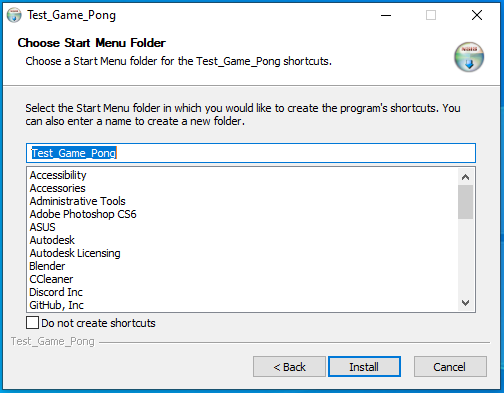 Test_Game_Pong
Choose Start Menu Folder
Choose a Start Menu folder for the Test_Game_Pong shortcuts.
Select the Start Menu folder in which you would like to create the program's shortcuts. You
can also enter a name to create a new folder.
Test_Game_Pong
Accessibility
Accessories
Administrative Tools
Adobe Photoshop CS6
ASUS
Autodesk
Autodesk Licensing
Blender
CCleaner
Discord Inc
GitHub, Inc
Do not create shortcuts
Test_Game_Pong
< Back
Install
Cancel